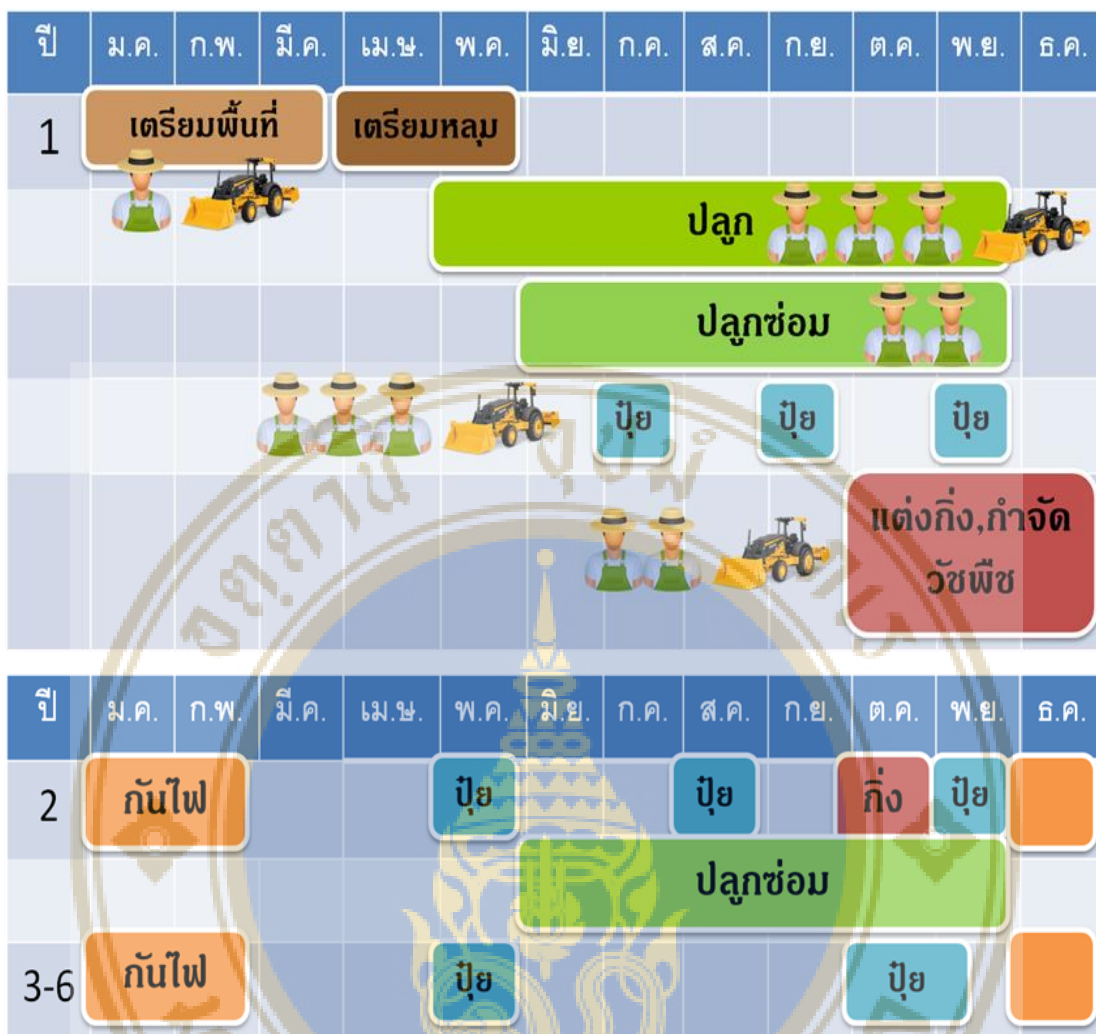 ปี ม.ค. ก.พ. มี.ค. เม.ษ. พ.ค. มิ.ย. ก.ค. ส.ค. ก.ย. ต.ค. พ.ย. ธ.ค.
1 เตรียมพื้นที่ เตรียมหลุม
ปลูก
ปลูกซ่อม
ปุ๋ย ปุ๋ย ปุ๋ย
แต่งกิ่ง,กำจัด
วัชพืช
ปี ม.ค. ก.พ. มี.ค. เม.ษ. พ.ค. มิ.ย. ก.ค. ส.ค. ก.ย. ต.ค. พ.ย. ธ.ค.
2 กันไฟ ปุ๋ย ปุ๋ย กิ่ง ปุ๋ย
ปลูกซ่อม
3-6 กันไฟ ปุ๋ย ปุ๋ย